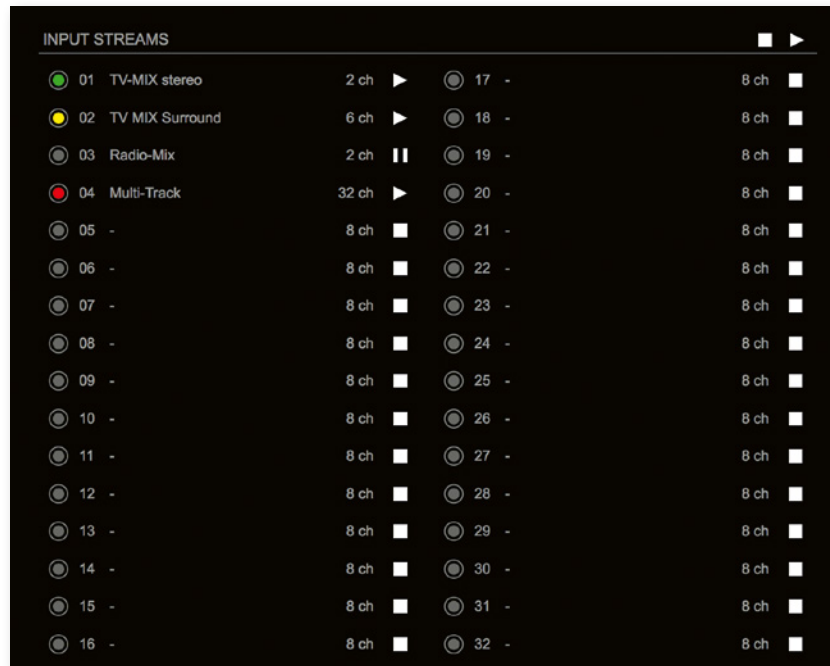 INPUT STREAMS
01 TV-MIX stereo 2 ch
02 TV MIX Surround 6 ch
03 Radio-Mix 2 ch
04 Multi-Track 32 ch
05 - 8 ch
06 - 8 ch
07 - 8 ch
08 - 8 ch
09 - 8 ch
10 - 8 ch
11 - 8 ch
12 - 8 ch
13 - 8 ch
14 - 8 ch
15 - 8 ch
16 - 8 ch
17 - 8 ch
18 - 8 ch
19 - 8 ch
20 - 8 ch
21 - 8 ch
22 - 8 ch
23 - 8 ch
24 - 8 ch
25 - 8 ch
26 - 8 ch
27 - 8 ch
28 - 8 ch
29 - 8 ch
30 - 8 ch
31 - 8 ch
32 - 8 ch